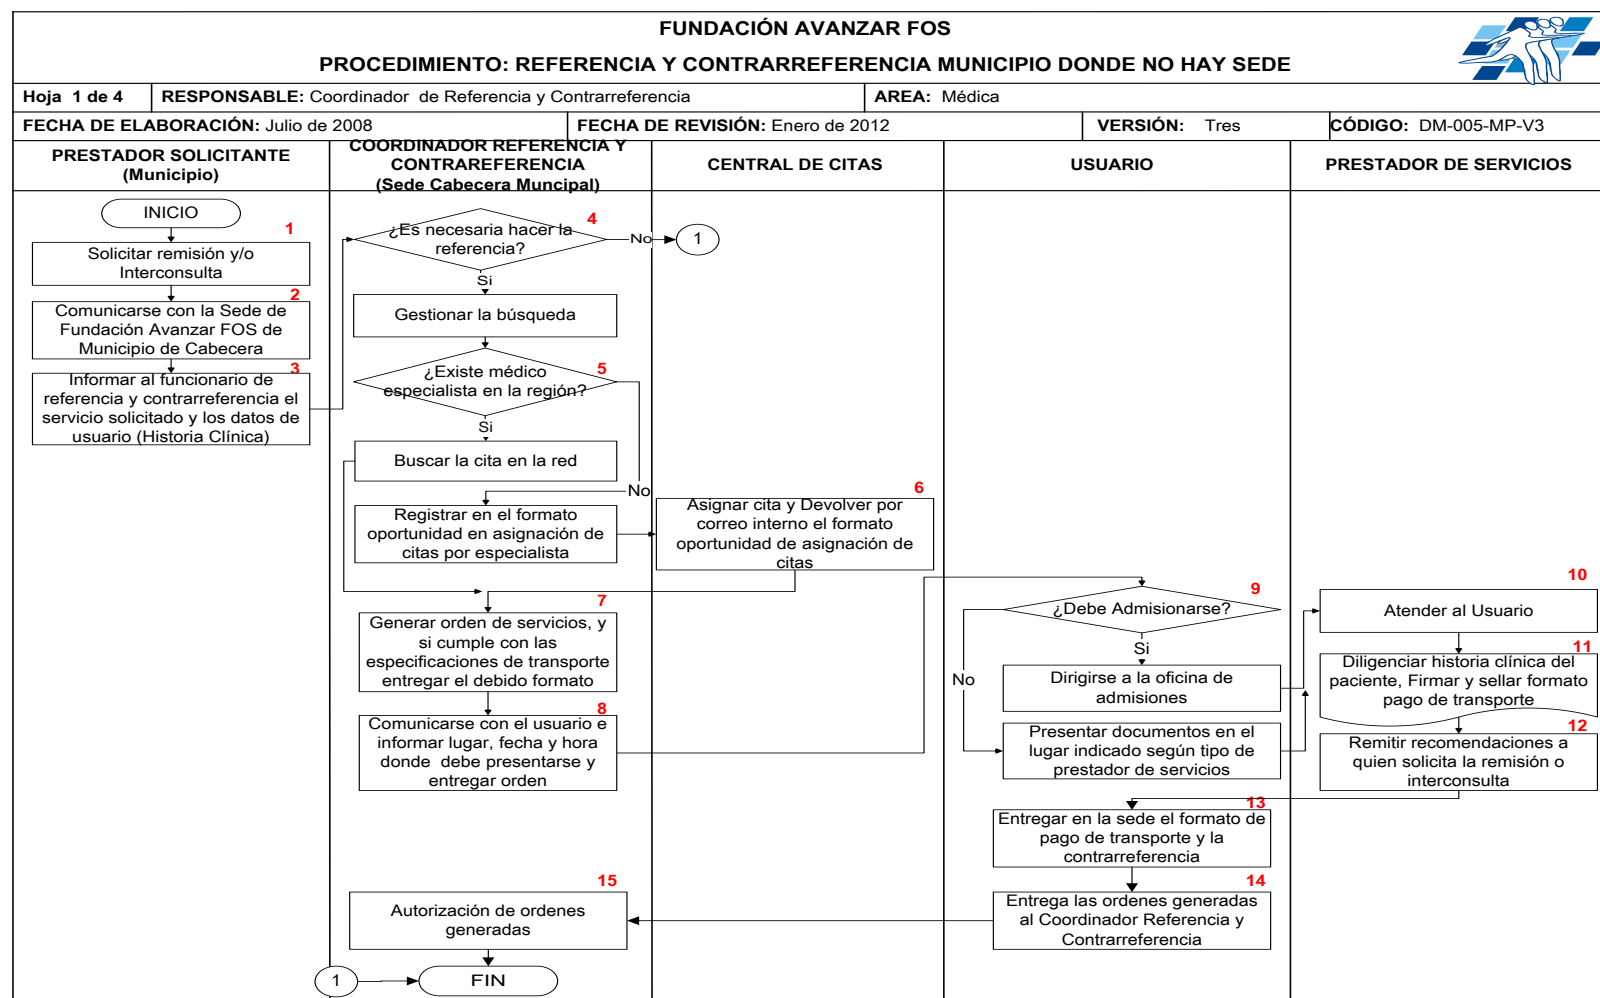 FUNDACIÓN AVANZAR FOS
PROCEDIMIENTO: REFERENCIA Y CONTRARREFERENCIA MUNICIPIO DONDE NO HAY SEDE
Hoja 1 de 4
RESPONSABLE: Coordinador de Referencia y Contrarreferencia
AREA: Médica
FECHA DE ELABORACIÓN: Julio de 2008
FECHA DE REVISIÓN: Enero de 2012
VERSIÓN: Tres
CÓDIGO: DM-005-MP-V3
PRESTADOR SOLICITANTE
(Municipio)
COORDINADOR REFERENCIA Y
CONTRAREFERENCIA
(Sede Cabecera Muncipal)
CENTRAL DE CITAS
USUARIO
PRESTADOR DE SERVICIOS
INICIO
1
Solicitar remisión y/o
Interconsulta
2
Comunicarse con la Sede de
Fundación Avanzar FOS de
Municipio de Cabecera
3
Informar al funcionario de
referencia y contrarreferencia el
servicio solicitado y los datos de
usuario (Historia Clínica)
4
¿Es necesaria hacer la
referencia?
No
1
Si
Gestionar la búsqueda
5
¿Existe médico
especialista en la región?
Si
Buscar la cita en la red
No
Registrar en el formato
oportunidad en asignación de
citas por especialista
6
Asignar cita y Devolver por
correo interno el formato
oportunidad de asignación de
citas
7
Generar orden de servicios, y
si cumple con las
especificaciones de transporte
entregar el debido formato
8
Comunicarse con el usuario e
informar lugar, fecha y hora
donde debe presentarse y
entregar orden
9
¿Debe Admisionarse?
Si
No
Dirigirse a la oficina de
admisiones
Presentar documentos en el
lugar indicado según tipo de
prestador de servicios
10
Atender al Usuario
11
Diligenciar historia clínica del
paciente, Firmar y sellar formato
pago de transporte
12
Remitir recomendaciones a
quien solicita la remisión o
interconsulta
13
Entregar en la sede el formato de
pago de transporte y la
contrarreferencia
14
Entrega las ordenes generadas
al Coordinador Referencia y
Contrarreferencia
15
Autorización de ordenes
generadas
1
FIN